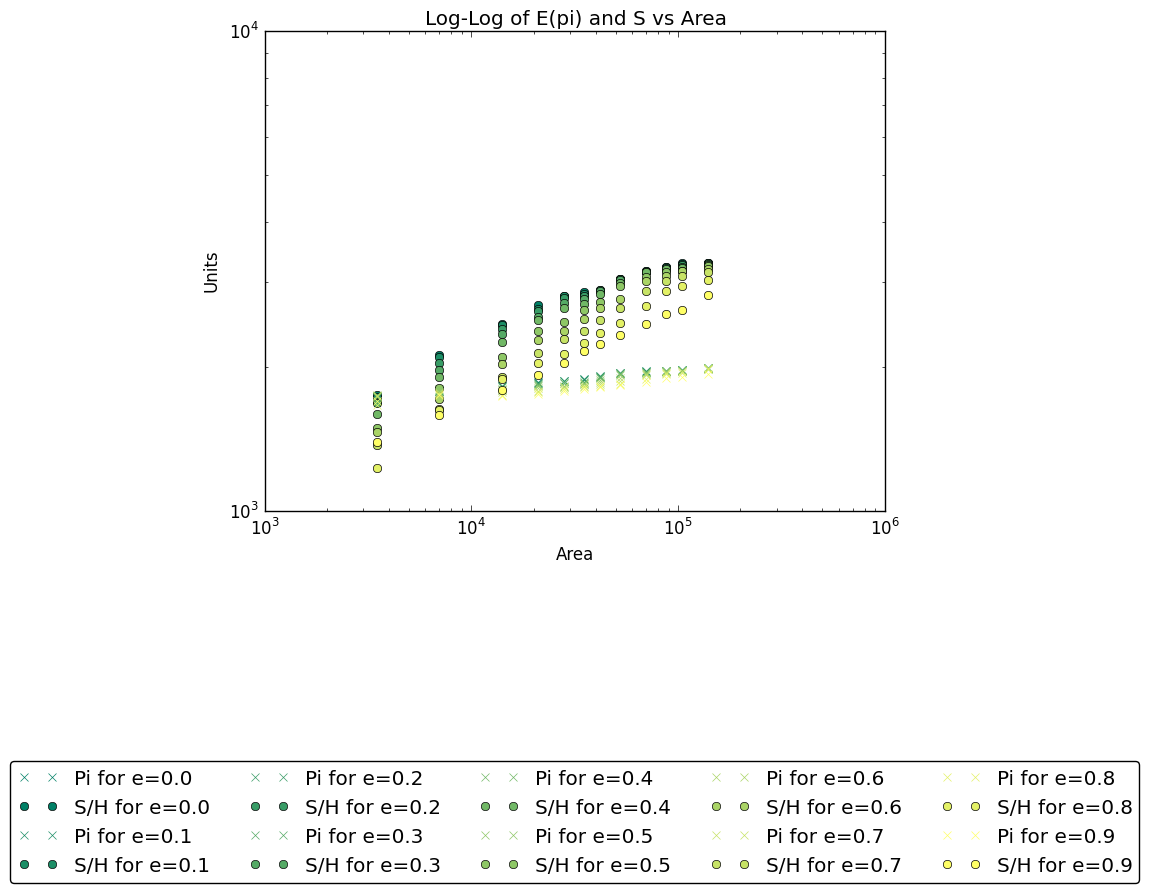 Log-Log of E(pi) and S vs Area
10^4
Units
10^3
10^3 10^4 10^5 10^6
Area
Pi for e=0.0 Pi for e=0.2 Pi for e=0.4 Pi for e=0.6 Pi for e=0.8
S/H for e=0.0 S/H for e=0.2 S/H for e=0.4 S/H for e=0.6 S/H for e=0.8
Pi for e=0.1 Pi for e=0.3 Pi for e=0.5 Pi for e=0.7 Pi for e=0.9
S/H for e=0.1 S/H for e=0.3 S/H for e=0.5 S/H for e=0.7 S/H for e=0.9